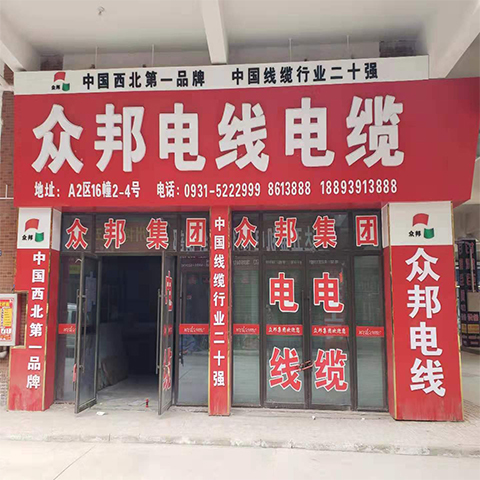 众邦 中国西北第一品牌 中国线缆行业二十强
众邦电线电缆
地址：A2区16幢2-4号 电话：0931-5222999 8613888 18893913888
众邦集团
众邦集团
众邦
中国西北第一品牌
中国线缆行业二十强
电线
电缆
众邦
众邦电线